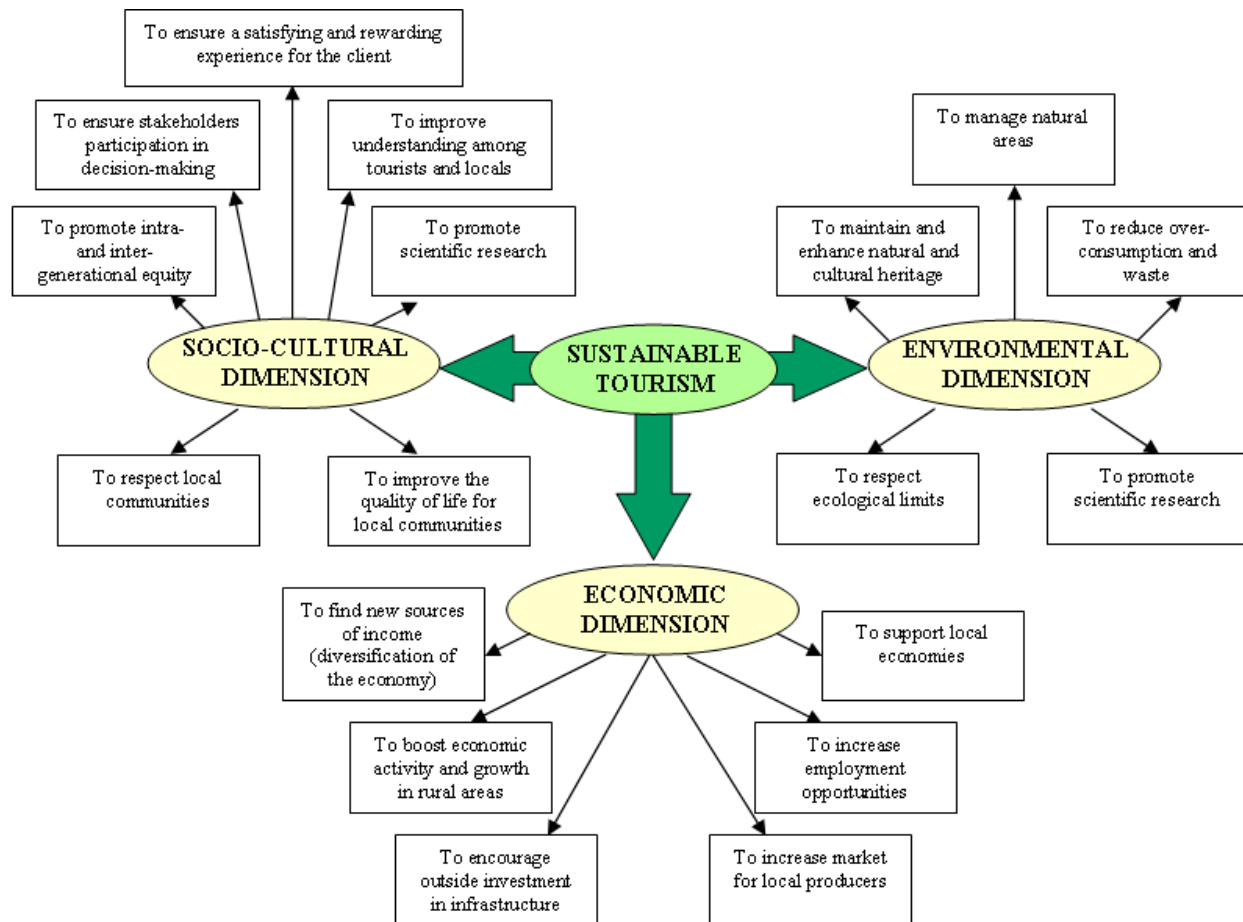 To ensure a satisfying and rewarding
experience for the client
To ensure stakeholders
participation in
decision-making
To improve
understanding among
tourists and locals
To manage natural
areas
To promote intra-
and inter-
generational equity
To promote
scientific research
To maintain and
enhance natural and
cultural heritage
To reduce over-
consumption and
waste
SOCIO-CULTURAL
DIMENSION
SUSTAINABLE
TOURISM
ENVIRONMENTAL
DIMENSION
To respect local
communities
To improve the
quality of life for
local communities
To respect
ecological limits
To promote
scientific research
ECONOMIC
DIMENSION
To find new sources
of income
(diversification of
the economy)
To support local
economies
To boost economic
activity and growth
in rural areas
To increase
employment
opportunities
To encourage
outside investment
in infrastructure
To increase market
for local producers